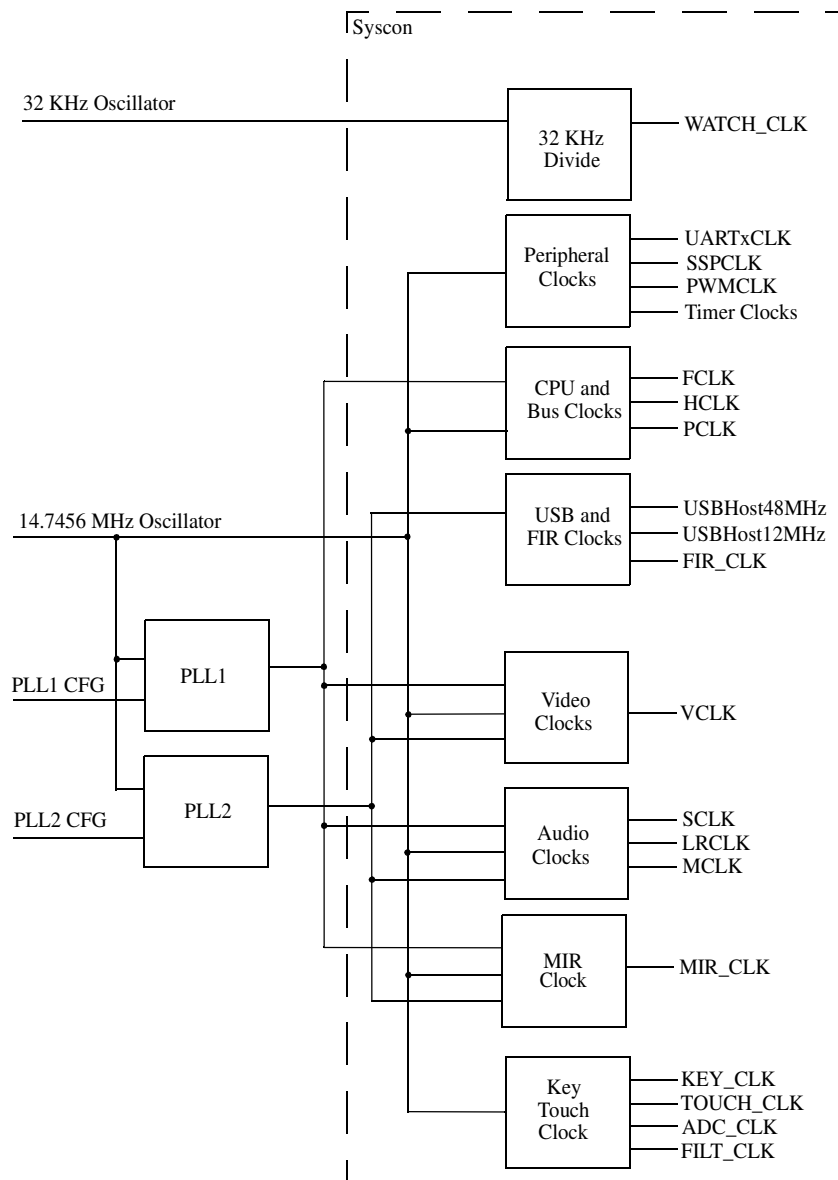 Syscon
32 KHz Oscillator
32 KHz
Divide
WATCH_CLK
Peripheral
Clocks
UARTxCLK
SSPCLK
PWMCLK
Timer Clocks
CPU and
Bus Clocks
FCLK
HCLK
PCLK
14.7456 MHz Oscillator
USB and
FIR Clocks
USBHost48MHz
USBHost12MHz
FIR_CLK
PLL1 CFG
PLL1
Video
Clocks
VCLK
PLL2 CFG
PLL2
Audio
Clocks
SCLK
LRCLK
MCLK
MIR
Clock
MIR_CLK
Key
Touch
Clock
KEY_CLK
TOUCH_CLK
ADC_CLK
FILT_CLK